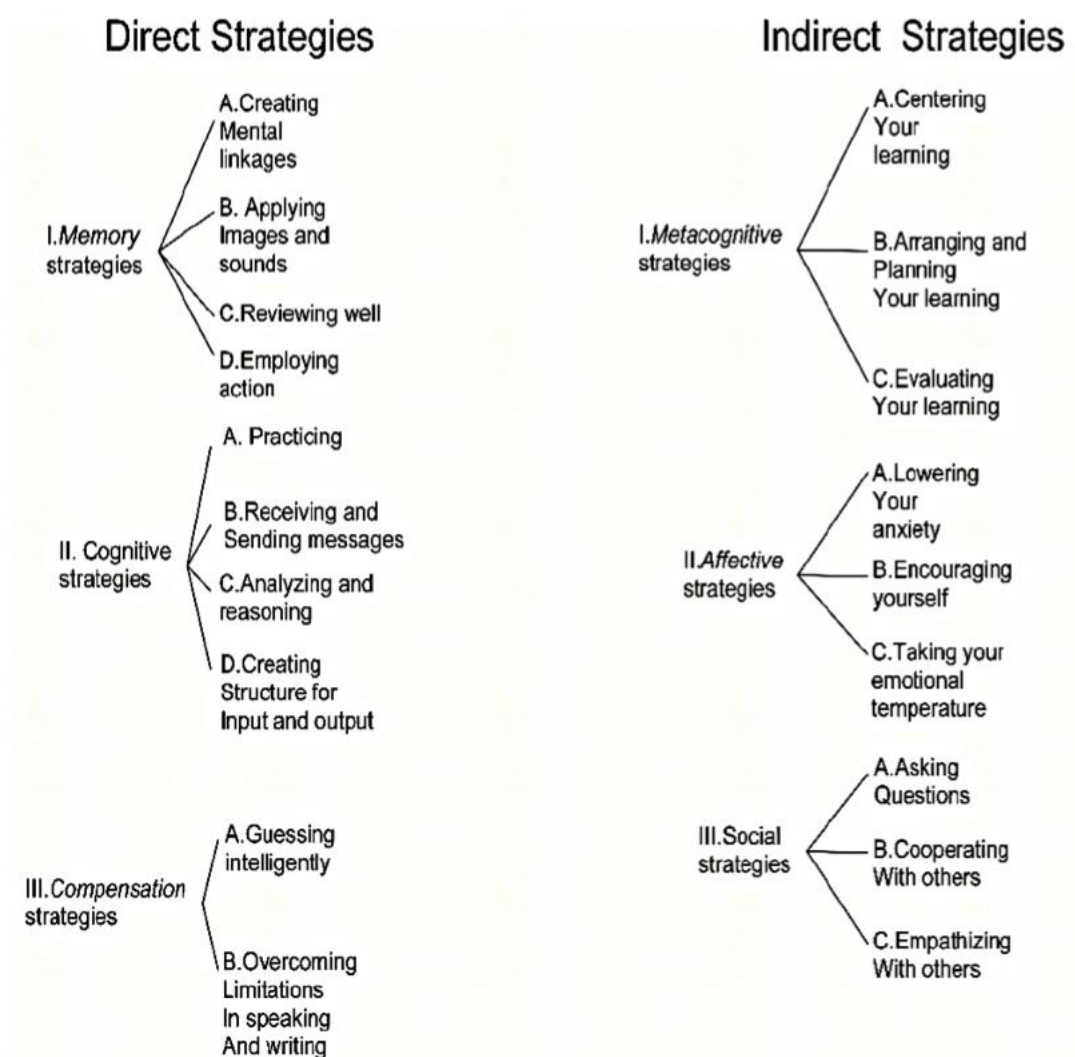 Direct Strategies
I.Memory
strategies
A.Creating
Mental
linkages
B. Applying
Images and
sounds
C.Reviewing well
D.Employing
action
II. Cognitive
strategies
A. Practicing
B.Receiving and
Sending messages
C.Analyzing and
reasoning
D.Creating
Structure for
Input and output
III.Compensation
strategies
A.Guessing
intelligently
B.Overcoming
Limitations
In speaking
And writing
Indirect Strategies
I.Metacognitive
strategies
A.Centering
Your
learning
B.Arranging and
Planning
Your learning
C.Evaluating
Your learning
II.Affective
strategies
A.Lowering
Your
anxiety
B.Encouraging
yourself
C.Taking your
emotional
temperature
III.Social
strategies
A.Asking
Questions
B.Cooperating
With others
C.Empathizing
With others